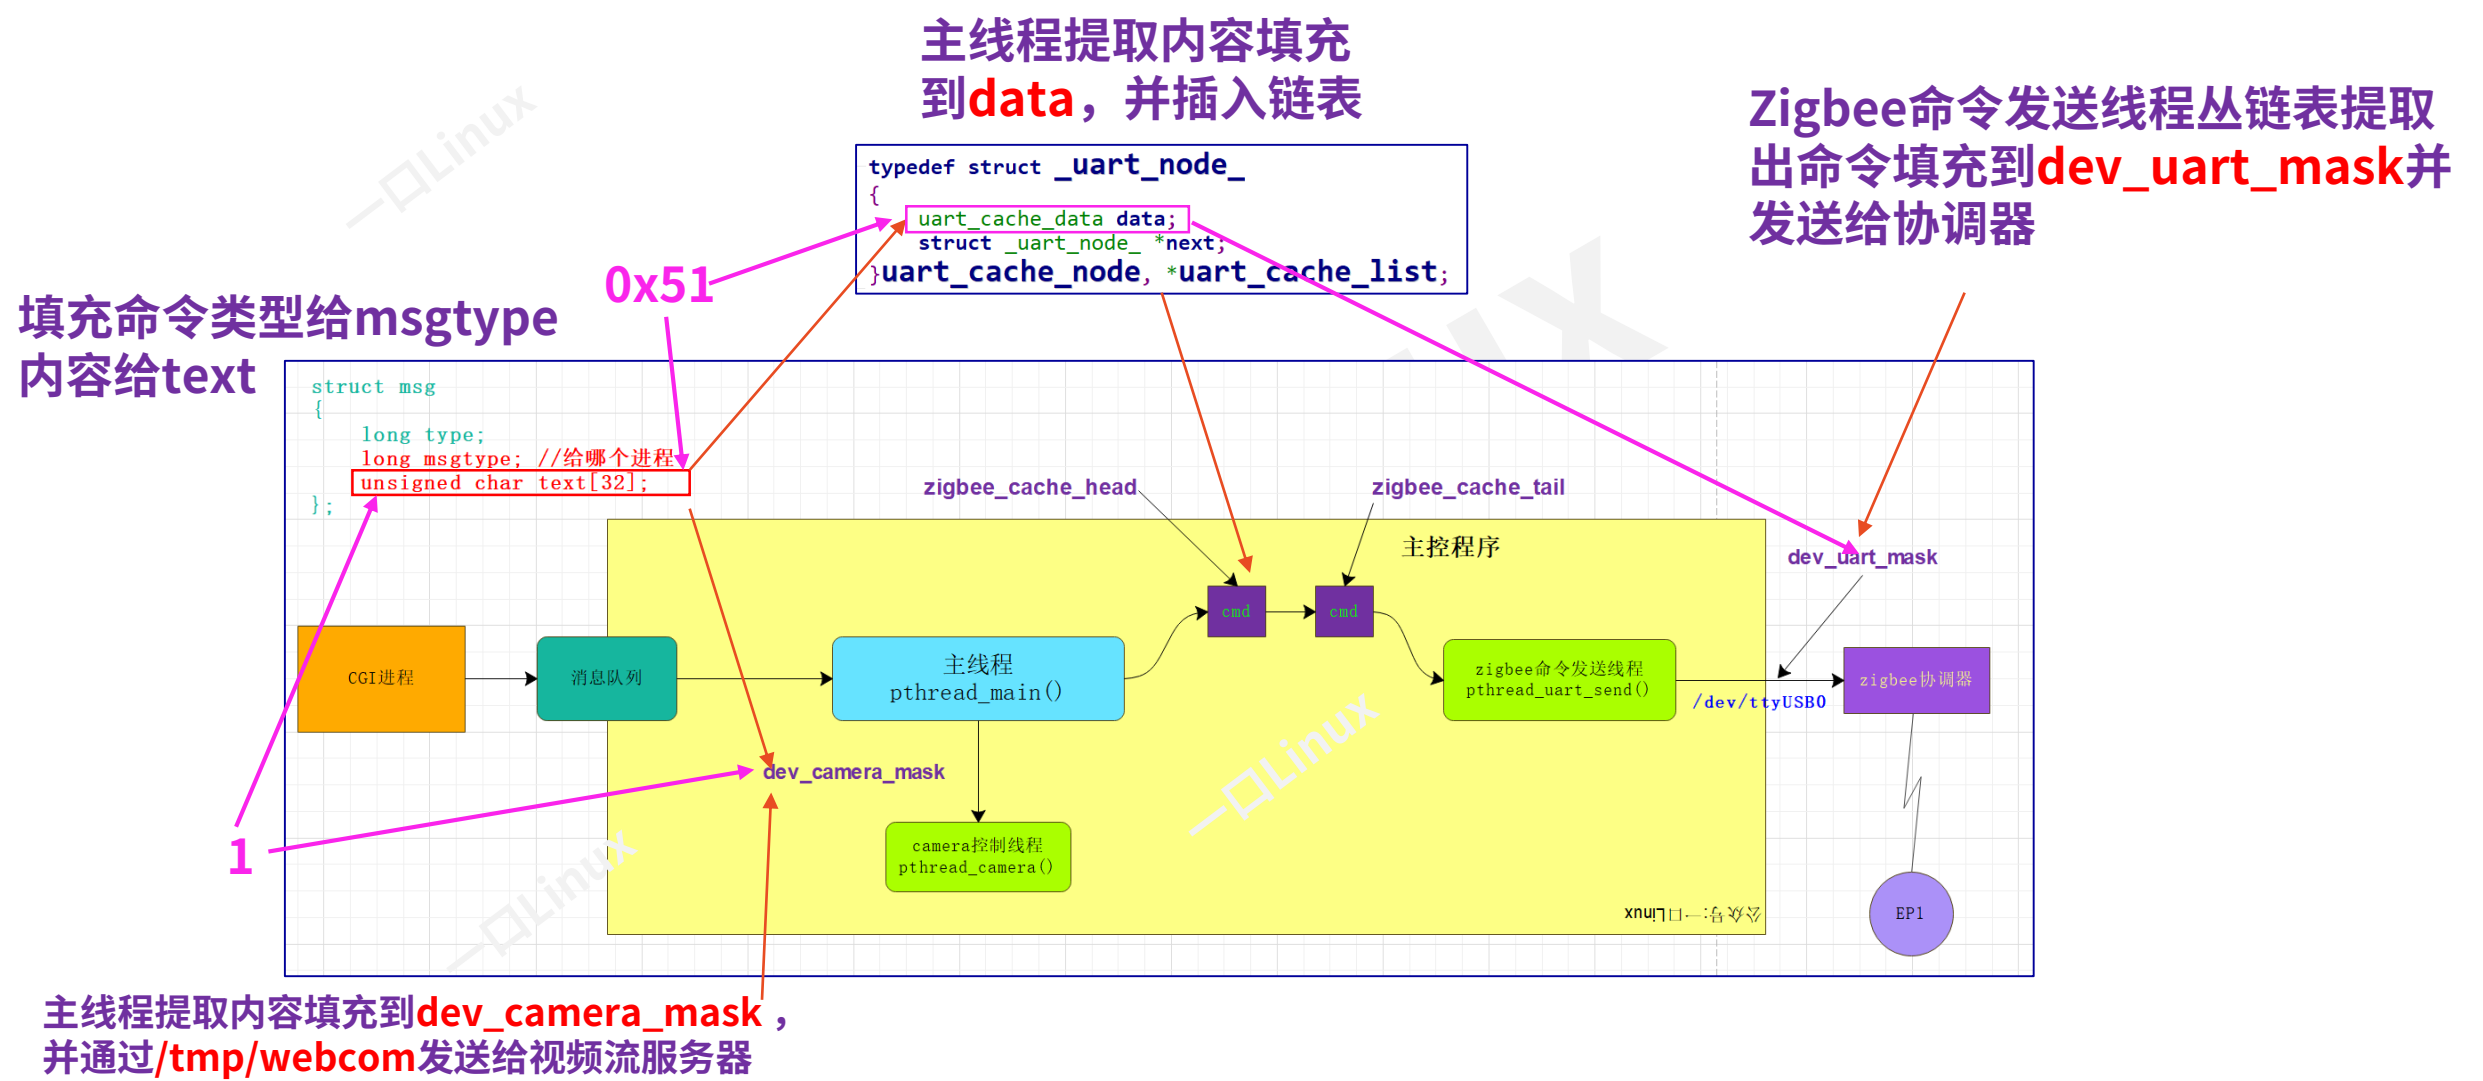 主线程提取内容填充
到data，并插入链表
Zigbee命令发送线程丛链表提取
出命令填充到dev_uart_mask并
发送给协调器
一口Linux
typedef struct _uart_node_
{
uart_cache_data data;
struct _uart_node_ *next;
}uart_cache_node, *uart_cache_list;
0x51
填充命令类型给msgtype
内容给text
struct msg
{
long type;
long msgtype; //给哪个进程
unsigned char text[32];
};
zigbee_cache_head
zigbee_cache_tail
主控程序
dev_uart_mask
cmd
cmd
CGI进程
消息队列
主线程
pthread_main()
zigbee命令发送线程
pthread_uart_send()
/dev/ttyUSB0
zigbee协调器
dev_camera_mask
一口Linux
camera控制线程
pthread_camera()
1
一口Linux
公众号:一口Linux
EP1
主线程提取内容填充到dev_camera_mask，
并通过/tmp/webcom发送给视频流服务器